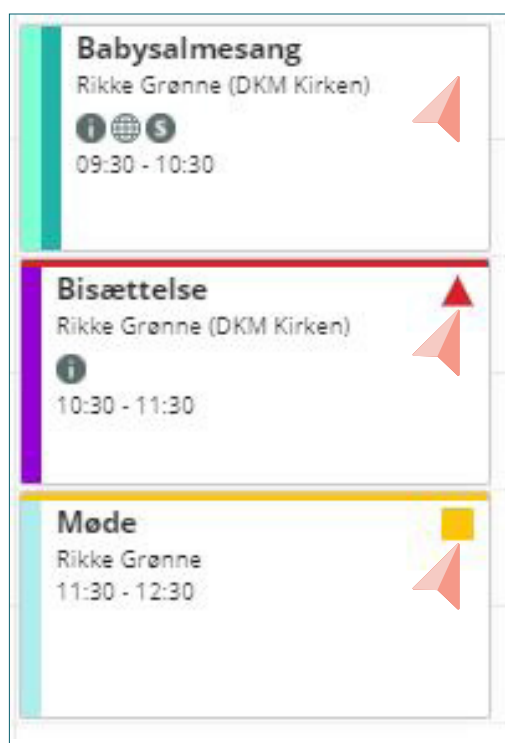 Babysalmesang
Rikke Grønne (DKM Kirken)
i S
09:30 - 10:30
Bisættelse
Rikke Grønne (DKM Kirken)
i
10:30 - 11:30
Møde
Rikke Grønne
11:30 - 12:30